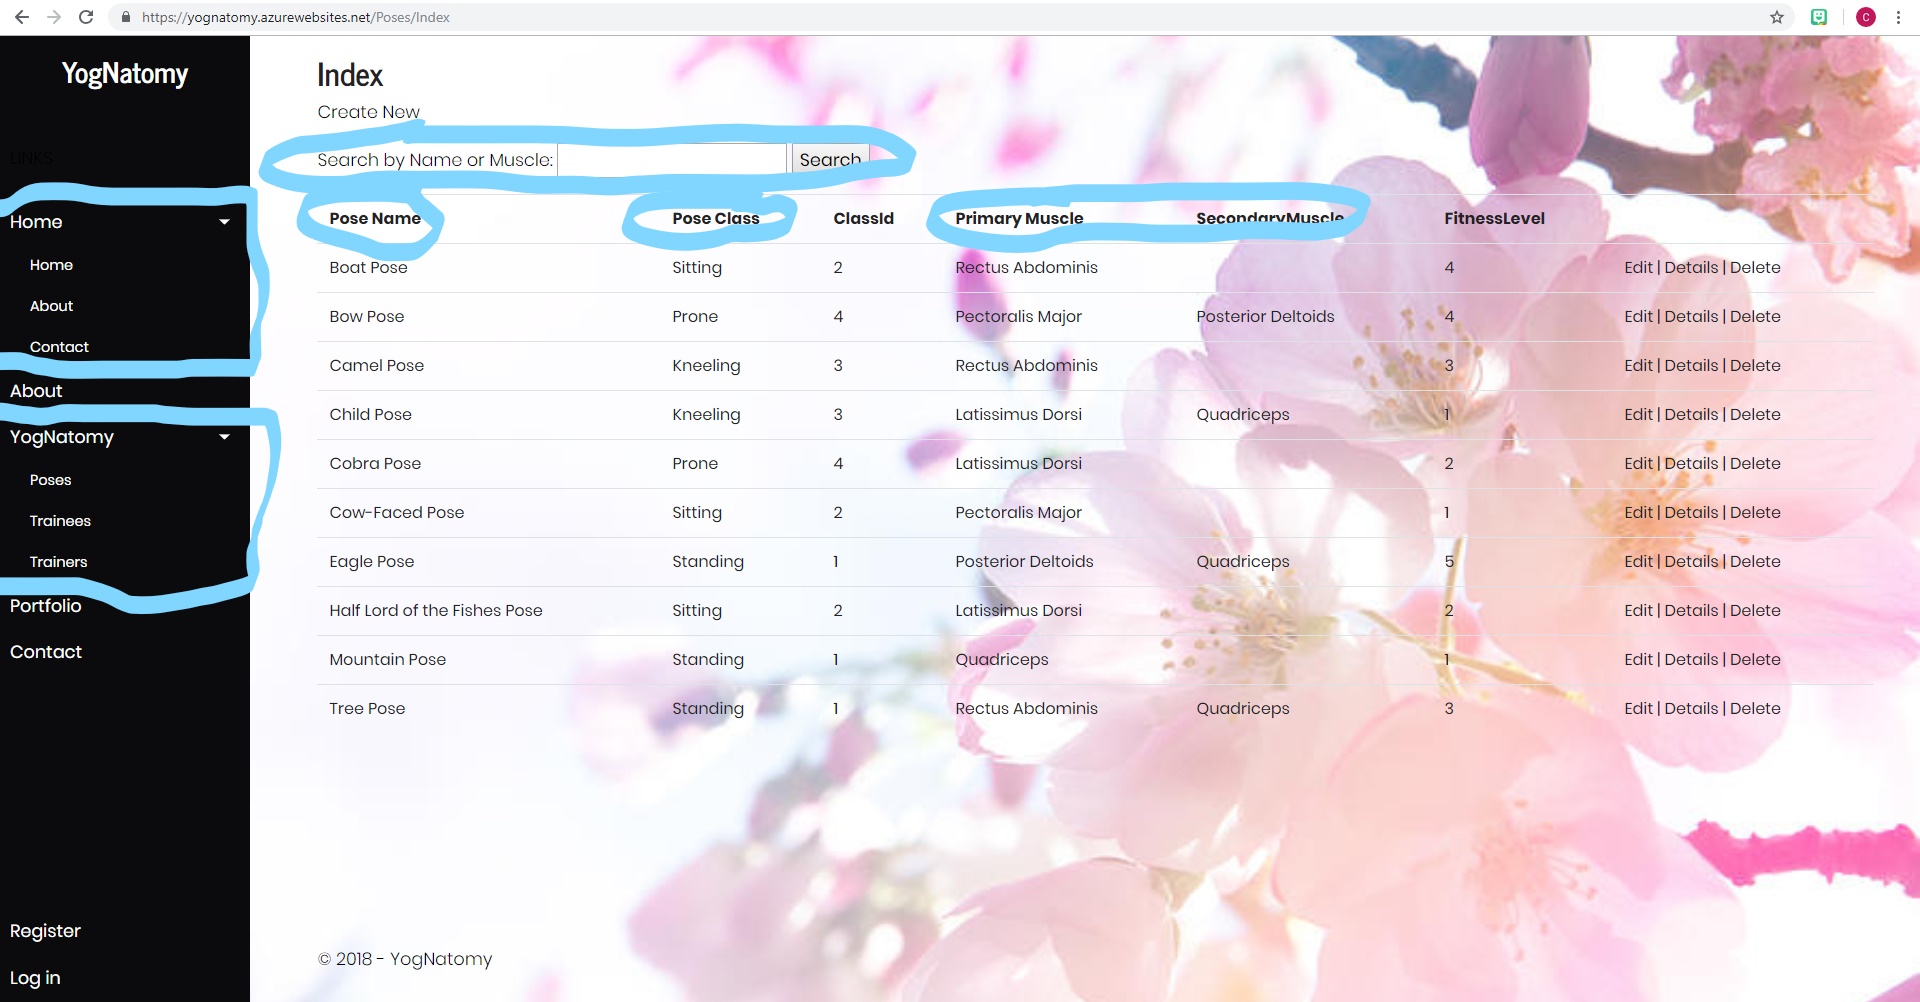 https://yognatomy.azurewebsites.net/Poses/Index
C
YogNatomy
LINKS
Home
Home
About
Contact
About
YogNatomy
Poses
Trainees
Trainers
Portfolio
Contact
Register
Log in
Index
Create New
Search by Name or Muscle: Search
Pose Name Pose Class ClassId Primary Muscle SecondaryMuscle FitnessLevel
Boat Pose Sitting 2 Rectus Abdominis 4 Edit | Details | Delete
Bow Pose Prone 4 Pectoralis Major Posterior Deltoids 4 Edit | Details | Delete
Camel Pose Kneeling 3 Rectus Abdominis 3 Edit | Details | Delete
Child Pose Kneeling 3 Latissimus Dorsi Quadriceps 1 Edit | Details | Delete
Cobra Pose Prone 4 Latissimus Dorsi 2 Edit | Details | Delete
Cow-Faced Pose Sitting 2 Pectoralis Major 1 Edit | Details | Delete
Eagle Pose Standing 1 Posterior Deltoids Quadriceps 5 Edit | Details | Delete
Half Lord of the Fishes Pose Sitting 2 Latissimus Dorsi 2 Edit | Details | Delete
Mountain Pose Standing 1 Quadriceps 1 Edit | Details | Delete
Tree Pose Standing 1 Rectus Abdominis Quadriceps 3 Edit | Details | Delete
© 2018 - YogNatomy